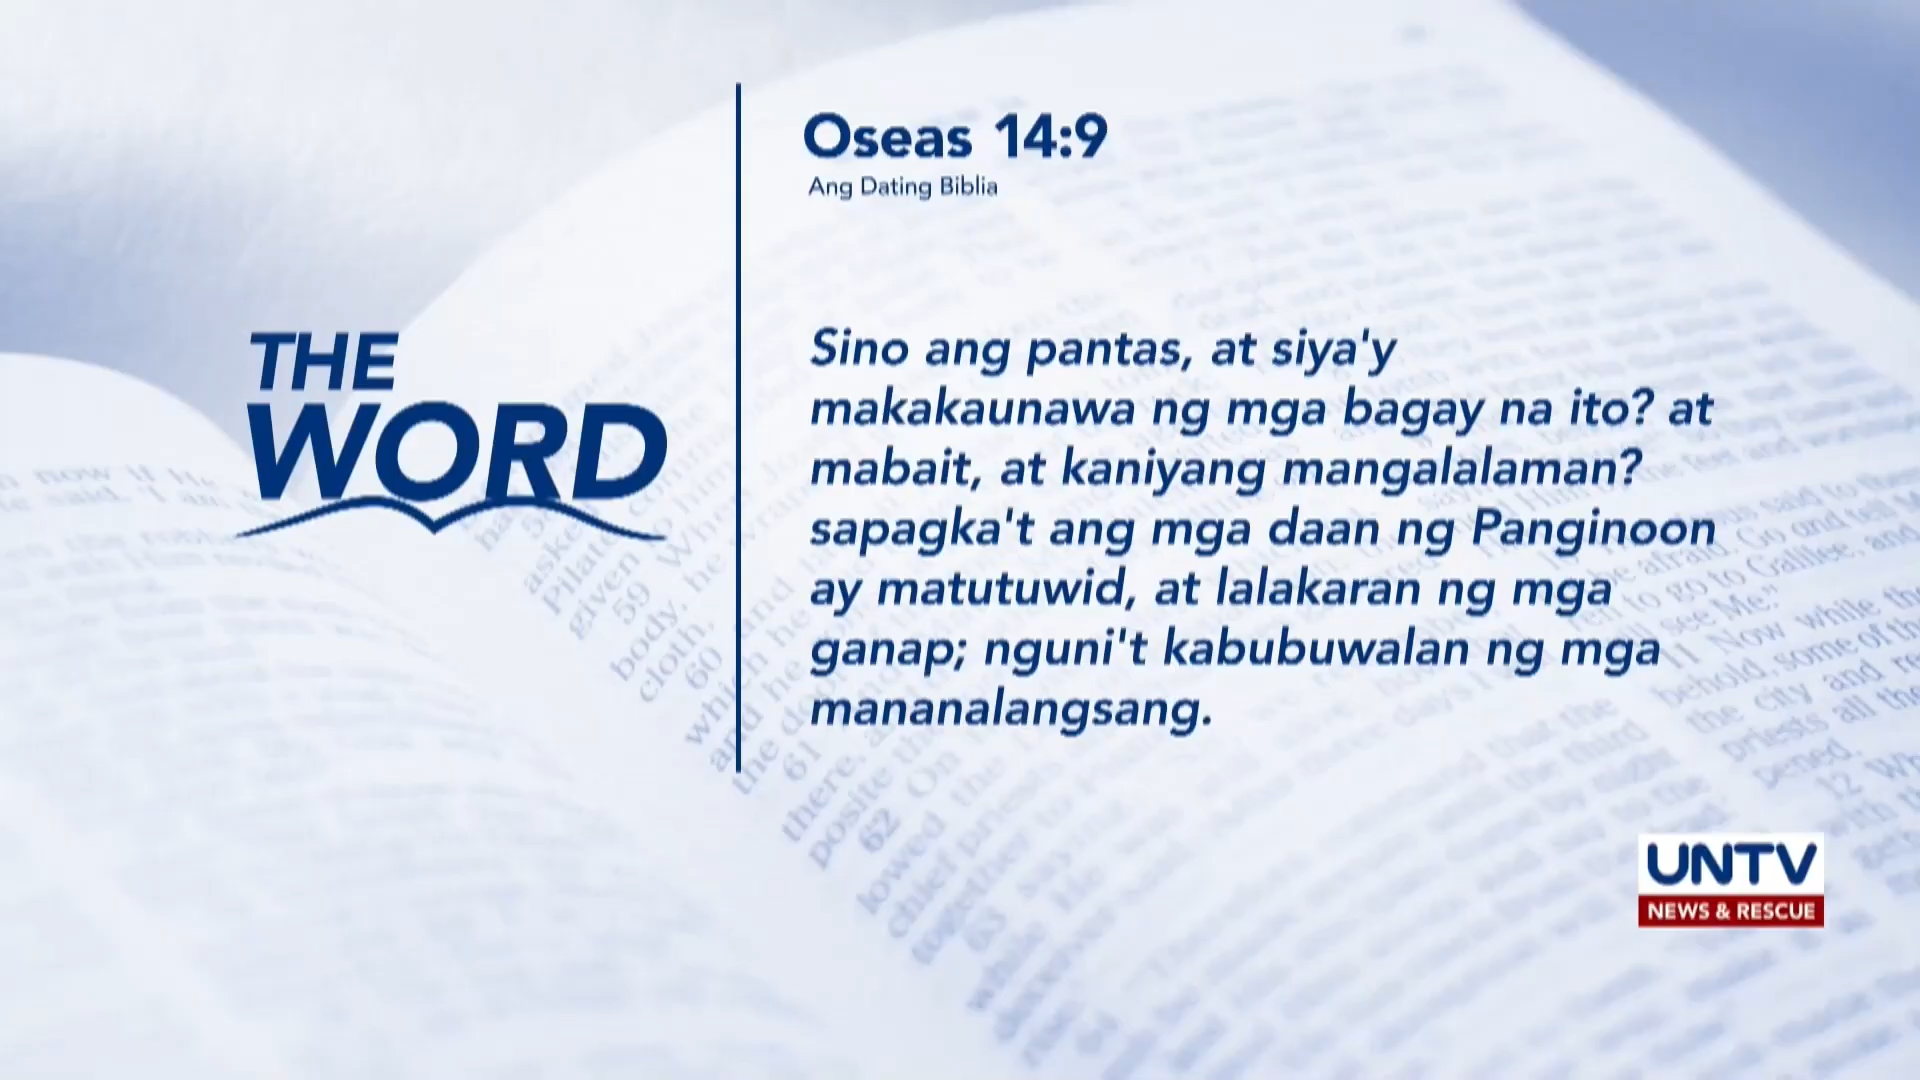 THE
WORD
Oseas 14:9
Ang Dating Biblia
Sino ang pantas, at siya'y
makakaunawa ng mga bagay na ito? at
mabait, at kaniyang mangalalaman?
sapagka't ang mga daan ng Panginoon
ay matutuwid, at lalakaran ng mga
ganap; nguni't kabubuwalan ng mga
mananalangsang.
UNTV
NEWS & RESCUE